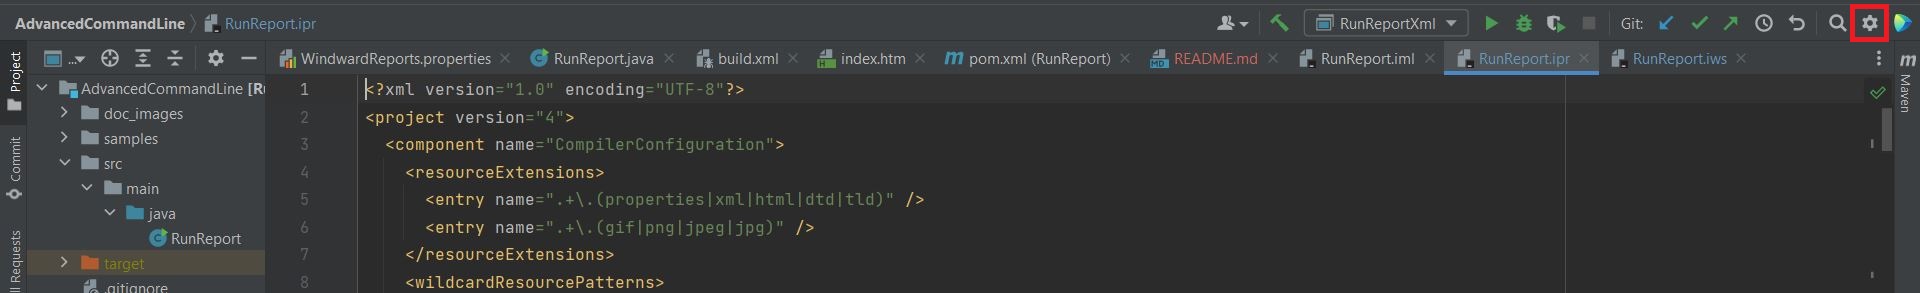 AdvancedCommandLine RunReport.ipr RunReportXml Git:
Project
Commit
ll Requests
...
AdvancedCommandLine [Ru
doc_images
samples
src
main
java
RunReport
target
.gitignore
WindwardReports.properties RunReport.java build.xml index.htm pom.xml (RunReport) README.md RunReport.iml RunReport.ipr RunReport.iws
1 <?xml version="1.0" encoding="UTF-8"?>
2 <project version="4">
3 <component name="CompilerConfiguration">
4 <resourceExtensions>
5 <entry name=".+\.(properties|xml|html|dtd|tld)" />
6 <entry name=".+\.(gif|png|jpeg|jpg)" />
7 </resourceExtensions>
8 <wildcardResourcePatterns>
m Maven